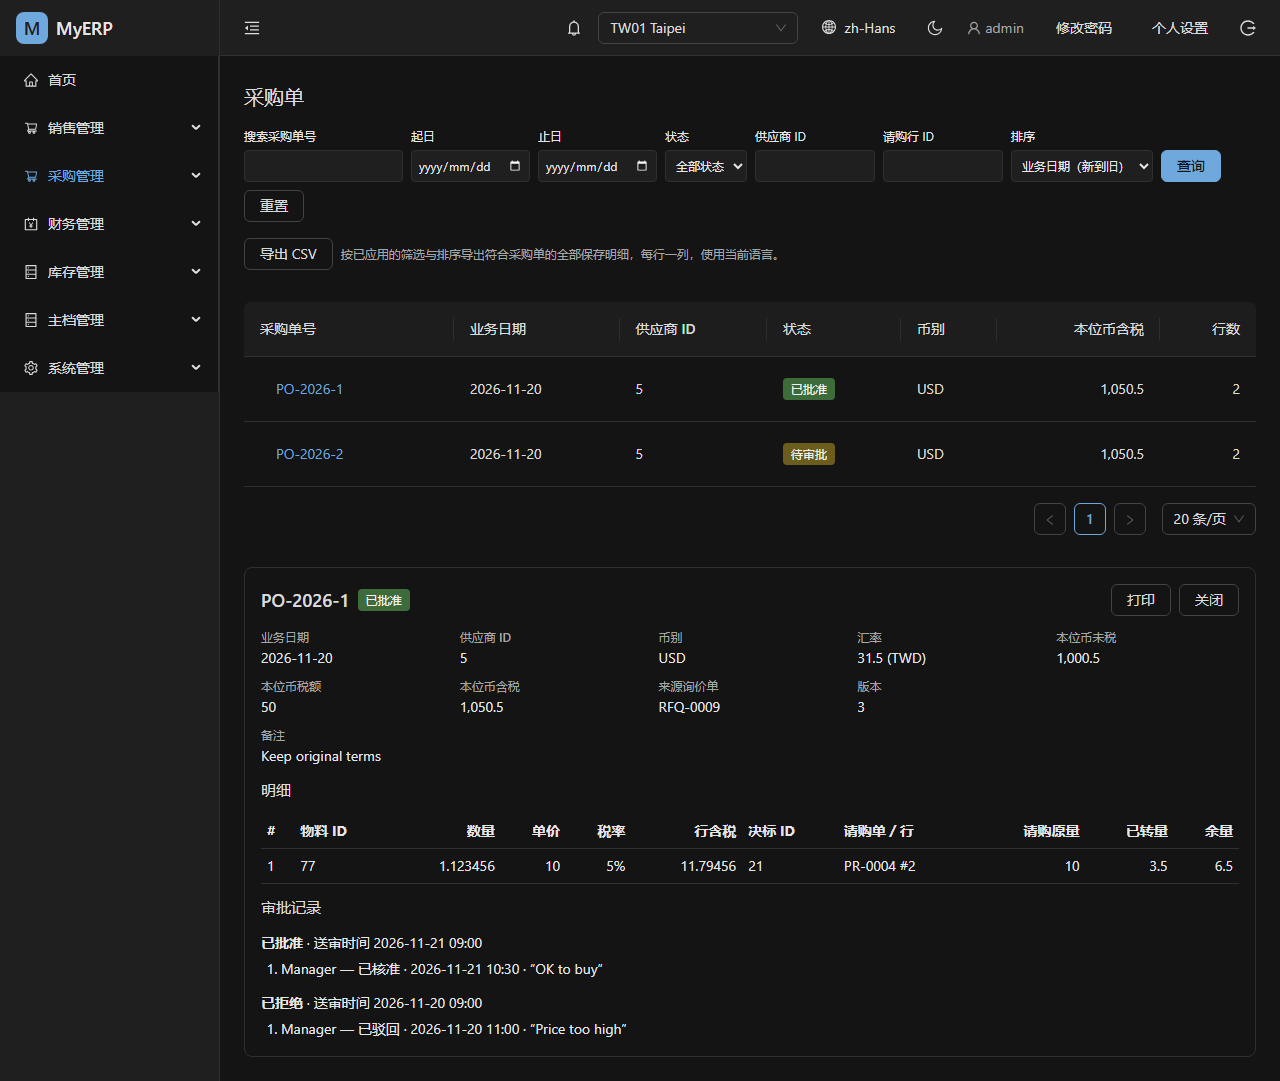 M MyERP
TW01 Taipei
zh-Hans
admin
修改密码
个人设置
首页
销售管理
采购管理
财务管理
库存管理
主档管理
系统管理
采购单
搜索采购单号 起日 止日 状态 供应商 ID 请购行 ID 排序
yyyy/mm/dd yyyy/mm/dd 全部状态 业务日期（新到旧） 查询
重置
导出 CSV 按已应用的筛选与排序导出符合采购单的全部保存明细，每行一列，使用当前语言。
采购单号 业务日期 供应商 ID 状态 币别 本位币含税 行数
PO-2026-1 2026-11-20 5 已批准 USD 1,050.5 2
PO-2026-2 2026-11-20 5 待审批 USD 1,050.5 2
< 1 > 20 条/页
PO-2026-1 已批准 打印 关闭
业务日期 供应商 ID 币别 汇率 本位币未税
2026-11-20 5 USD 31.5 (TWD) 1,000.5
本位币税额 本位币含税 来源询价单 版本
50 1,050.5 RFQ-0009 3
备注
Keep original terms
明细
# 物料 ID 数量 单价 税率 行含税 决标 ID 请购单 / 行 请购原量 已转量 余量
1 77 1.123456 10 5% 11.79456 21 PR-0004 #2 10 3.5 6.5
审批记录
已批准 · 送审时间 2026-11-21 09:00
1. Manager — 已核准 · 2026-11-21 10:30 · “OK to buy”
已拒绝 · 送审时间 2026-11-20 09:00
1. Manager — 已驳回 · 2026-11-20 11:00 · “Price too high”